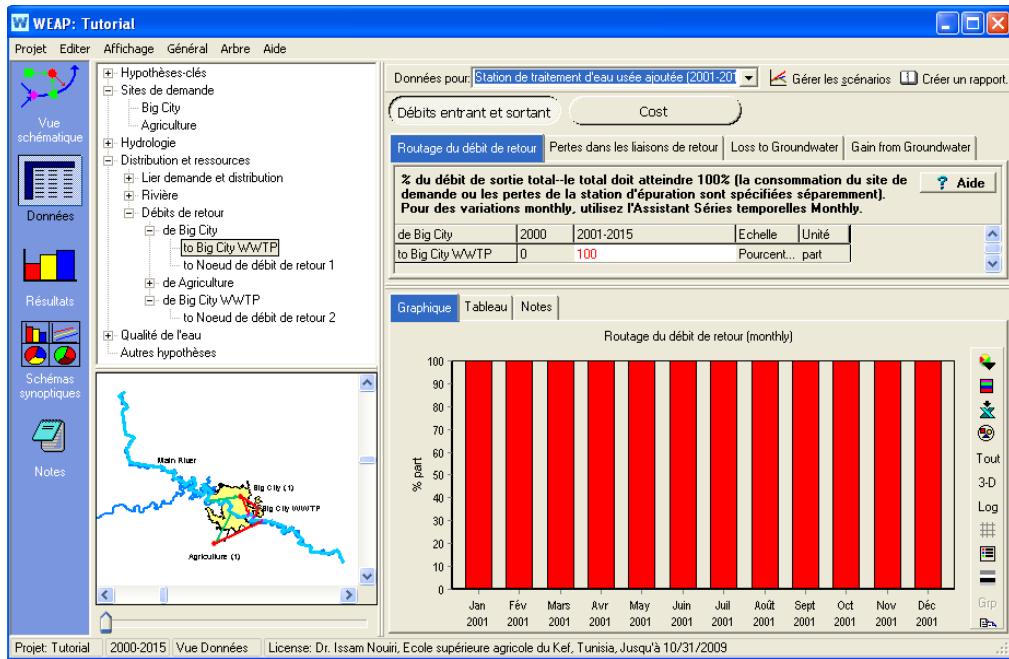 WEAP: Tutorial
Projet Editer Affichage Général Arbre Aide
Vue schématique
Données
Résultats
Schémas synoptiques
Notes
Hypothèses-clés
Sites de demande
Big City
Agriculture
Hydrologie
Distribution et ressources
Lier demande et distribution
Rivière
Débits de retour
de Big City
to Big City WWTP
to Noeud de débit de retour 1
de Agriculture
de Big City WWTP
to Noeud de débit de retour 2
Qualité de l'eau
Autres hypothèses
Main River
Big City (1)
Big City WWTP
Agriculture (1)
Données pour: Station de traitement d'eau usée ajoutée (2001-201 Gérer les scénarios Créer un rapport.
Débits entrant et sortant Cost
Routage du débit de retour Pertes dans les liaisons de retour Loss to Groundwater Gain from Groundwater
% du débit de sortie total--le total doit atteindre 100% (la consommation du site de
demande ou les pertes de la station d'épuration sont spécifiées séparemment).
Pour des variations monthly, utilisez l'Assistant Séries temporelles Monthly.
? Aide
de Big City 2000 2001-2015 Echelle Unité
to Big City WWTP 0 100 Pourcent... part
Graphique Tableau Notes
Routage du débit de retour (monthly)
% part
100
90
80
70
60
50
40
30
20
10
0
Jan Fév Mars Avr May Juin Juil Août Sept Oct Nov Déc
2001 2001 2001 2001 2001 2001 2001 2001 2001 2001 2001 2001
Tout
3-D
Log
Grp
Projet: Tutorial 2000-2015 Vue Données License: Dr. Issam Nouiri, Ecole supérieure agricole du Kef, Tunisia, Jusqu'à 10/31/2009